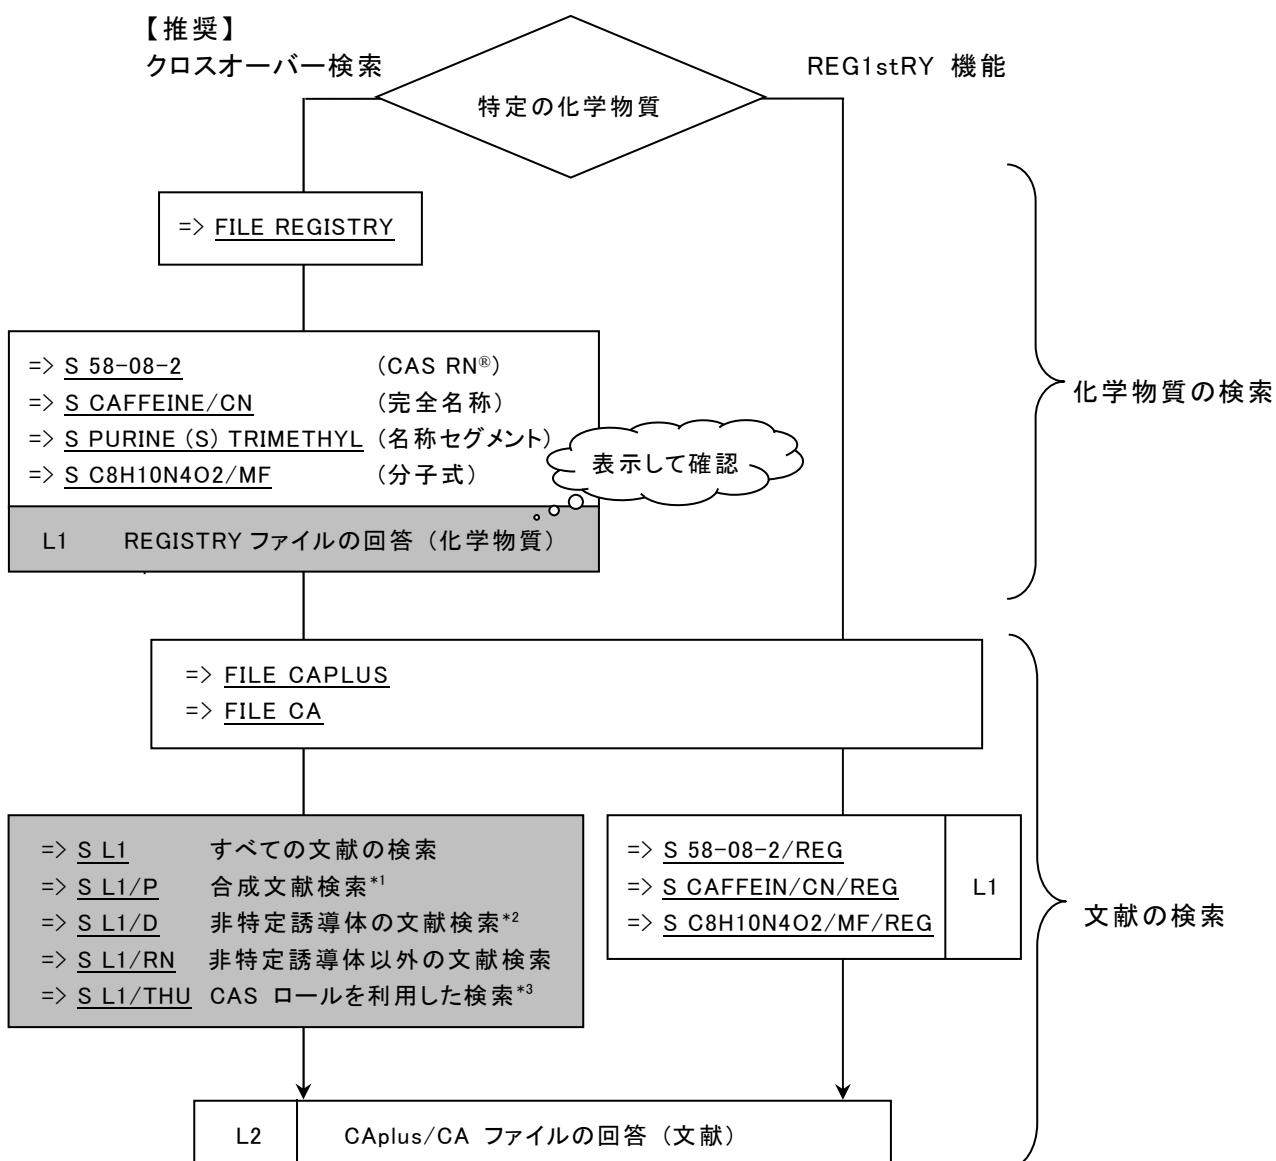 【推奨】
クロスオーバー検索
REG1stRY 機能
特定の化学物質
=> FILE REGISTRY
=> S 58-08-2 (CAS RN®)
=> S CAFFEINE/CN (完全名称)
=> S PURINE (S) TRIMETHYL (名称セグメント)
=> S C8H10N4O2/MF (分子式)
表示して確認
L1 REGISTRY ファイルの回答 (化学物質)
化学物質の検索
=> FILE CAPLUS
=> FILE CA
=> S L1 すべての文献の検索
=> S L1/P 合成文献検索*1
=> S L1/D 非特定誘導体の文献検索*2
=> S L1/RN 非特定誘導体以外の文献検索
=> S L1/THU CAS ロールを利用した検索*3
=> S 58-08-2/REG
=> S CAFFEIN/CN/REG
=> S C8H10N4O2/MF/REG
L1
文献の検索
L2 CAplus/CA ファイルの回答 (文献)